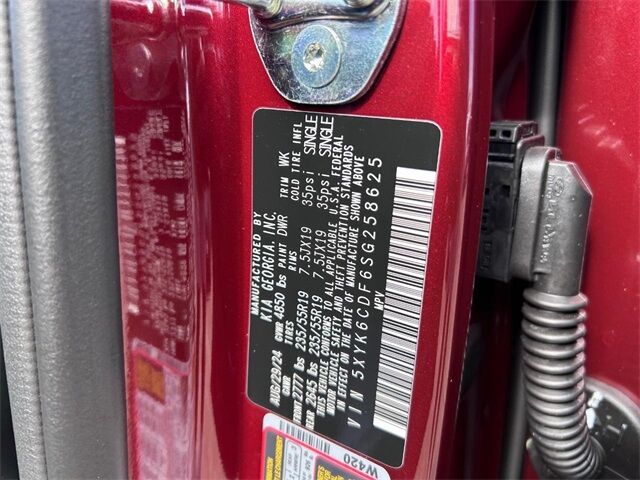 MANUFACTURED BY
KIA GEORGIA, INC.
AUG/29/24 GVWR 4850 lbs PAINT DWR TRIM WK
GAWR TIRES RIMS COLD TIRE INFL
FRONT 2777 lbs 235/55R19 7.5JX19 35psi SINGLE
REAR 2645 lbs 235/55R19 7.5JX19 35psi SINGLE
THIS VEHICLE CONFORMS TO ALL APPLICABLE U.S.A. FEDERAL
MOTOR VEHICLE SAFETY AND THEFT PREVENTION STANDARDS
IN EFFECT ON THE DATE OF MANUFACTURE SHOWN ABOVE
VIN 5XYK6CDF6SG258625
MPV
W420